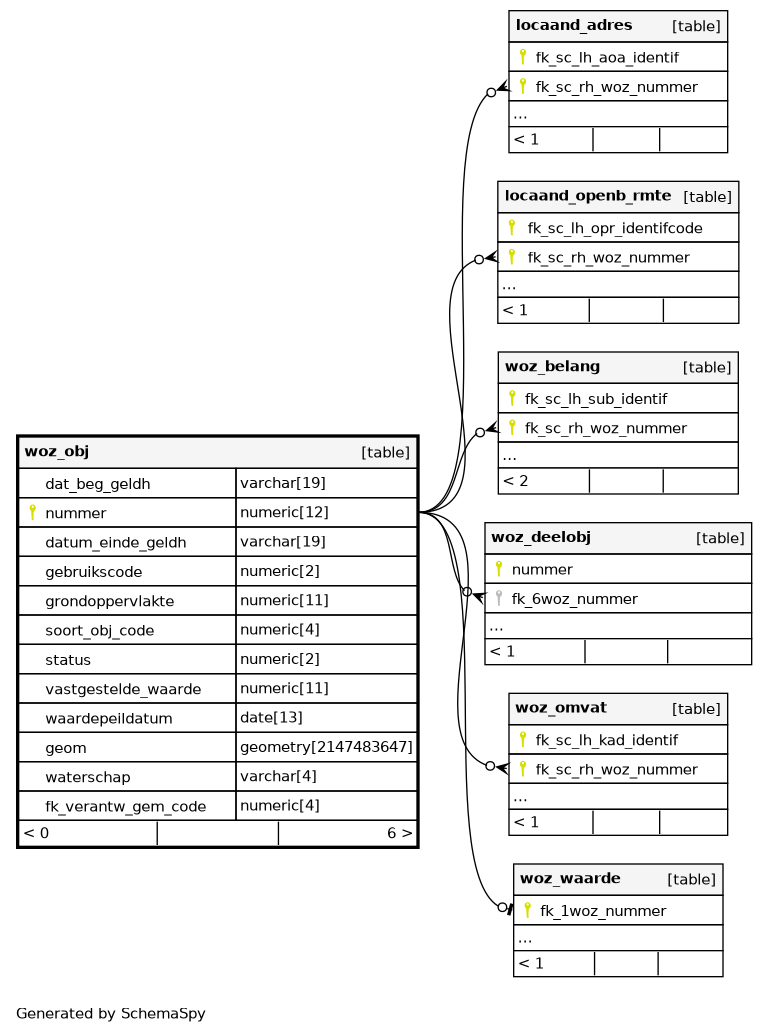 locaand_adres [table]
fk_sc_lh_aoa_identif
fk_sc_rh_woz_nummer
...
< 1
locaand_openb_rmte [table]
fk_sc_lh_opr_identifcode
fk_sc_rh_woz_nummer
...
< 1
woz_belang [table]
fk_sc_lh_sub_identif
fk_sc_rh_woz_nummer
...
< 2
woz_obj [table]
dat_beg_geldh varchar[19]
nummer numeric[12]
datum_einde_geldh varchar[19]
gebruikscode numeric[2]
grondoppervlakte numeric[11]
soort_obj_code numeric[4]
status numeric[2]
vastgestelde_waarde numeric[11]
waardepeildatum date[13]
geom geometry[2147483647]
waterschap varchar[4]
fk_verantw_gem_code numeric[4]
< 0 6 >
woz_deelobj [table]
nummer
fk_6woz_nummer
...
< 1
woz_omvat [table]
fk_sc_lh_kad_identif
fk_sc_rh_woz_nummer
...
< 1
woz_waarde [table]
fk_1woz_nummer
...
< 1
Generated by SchemaSpy